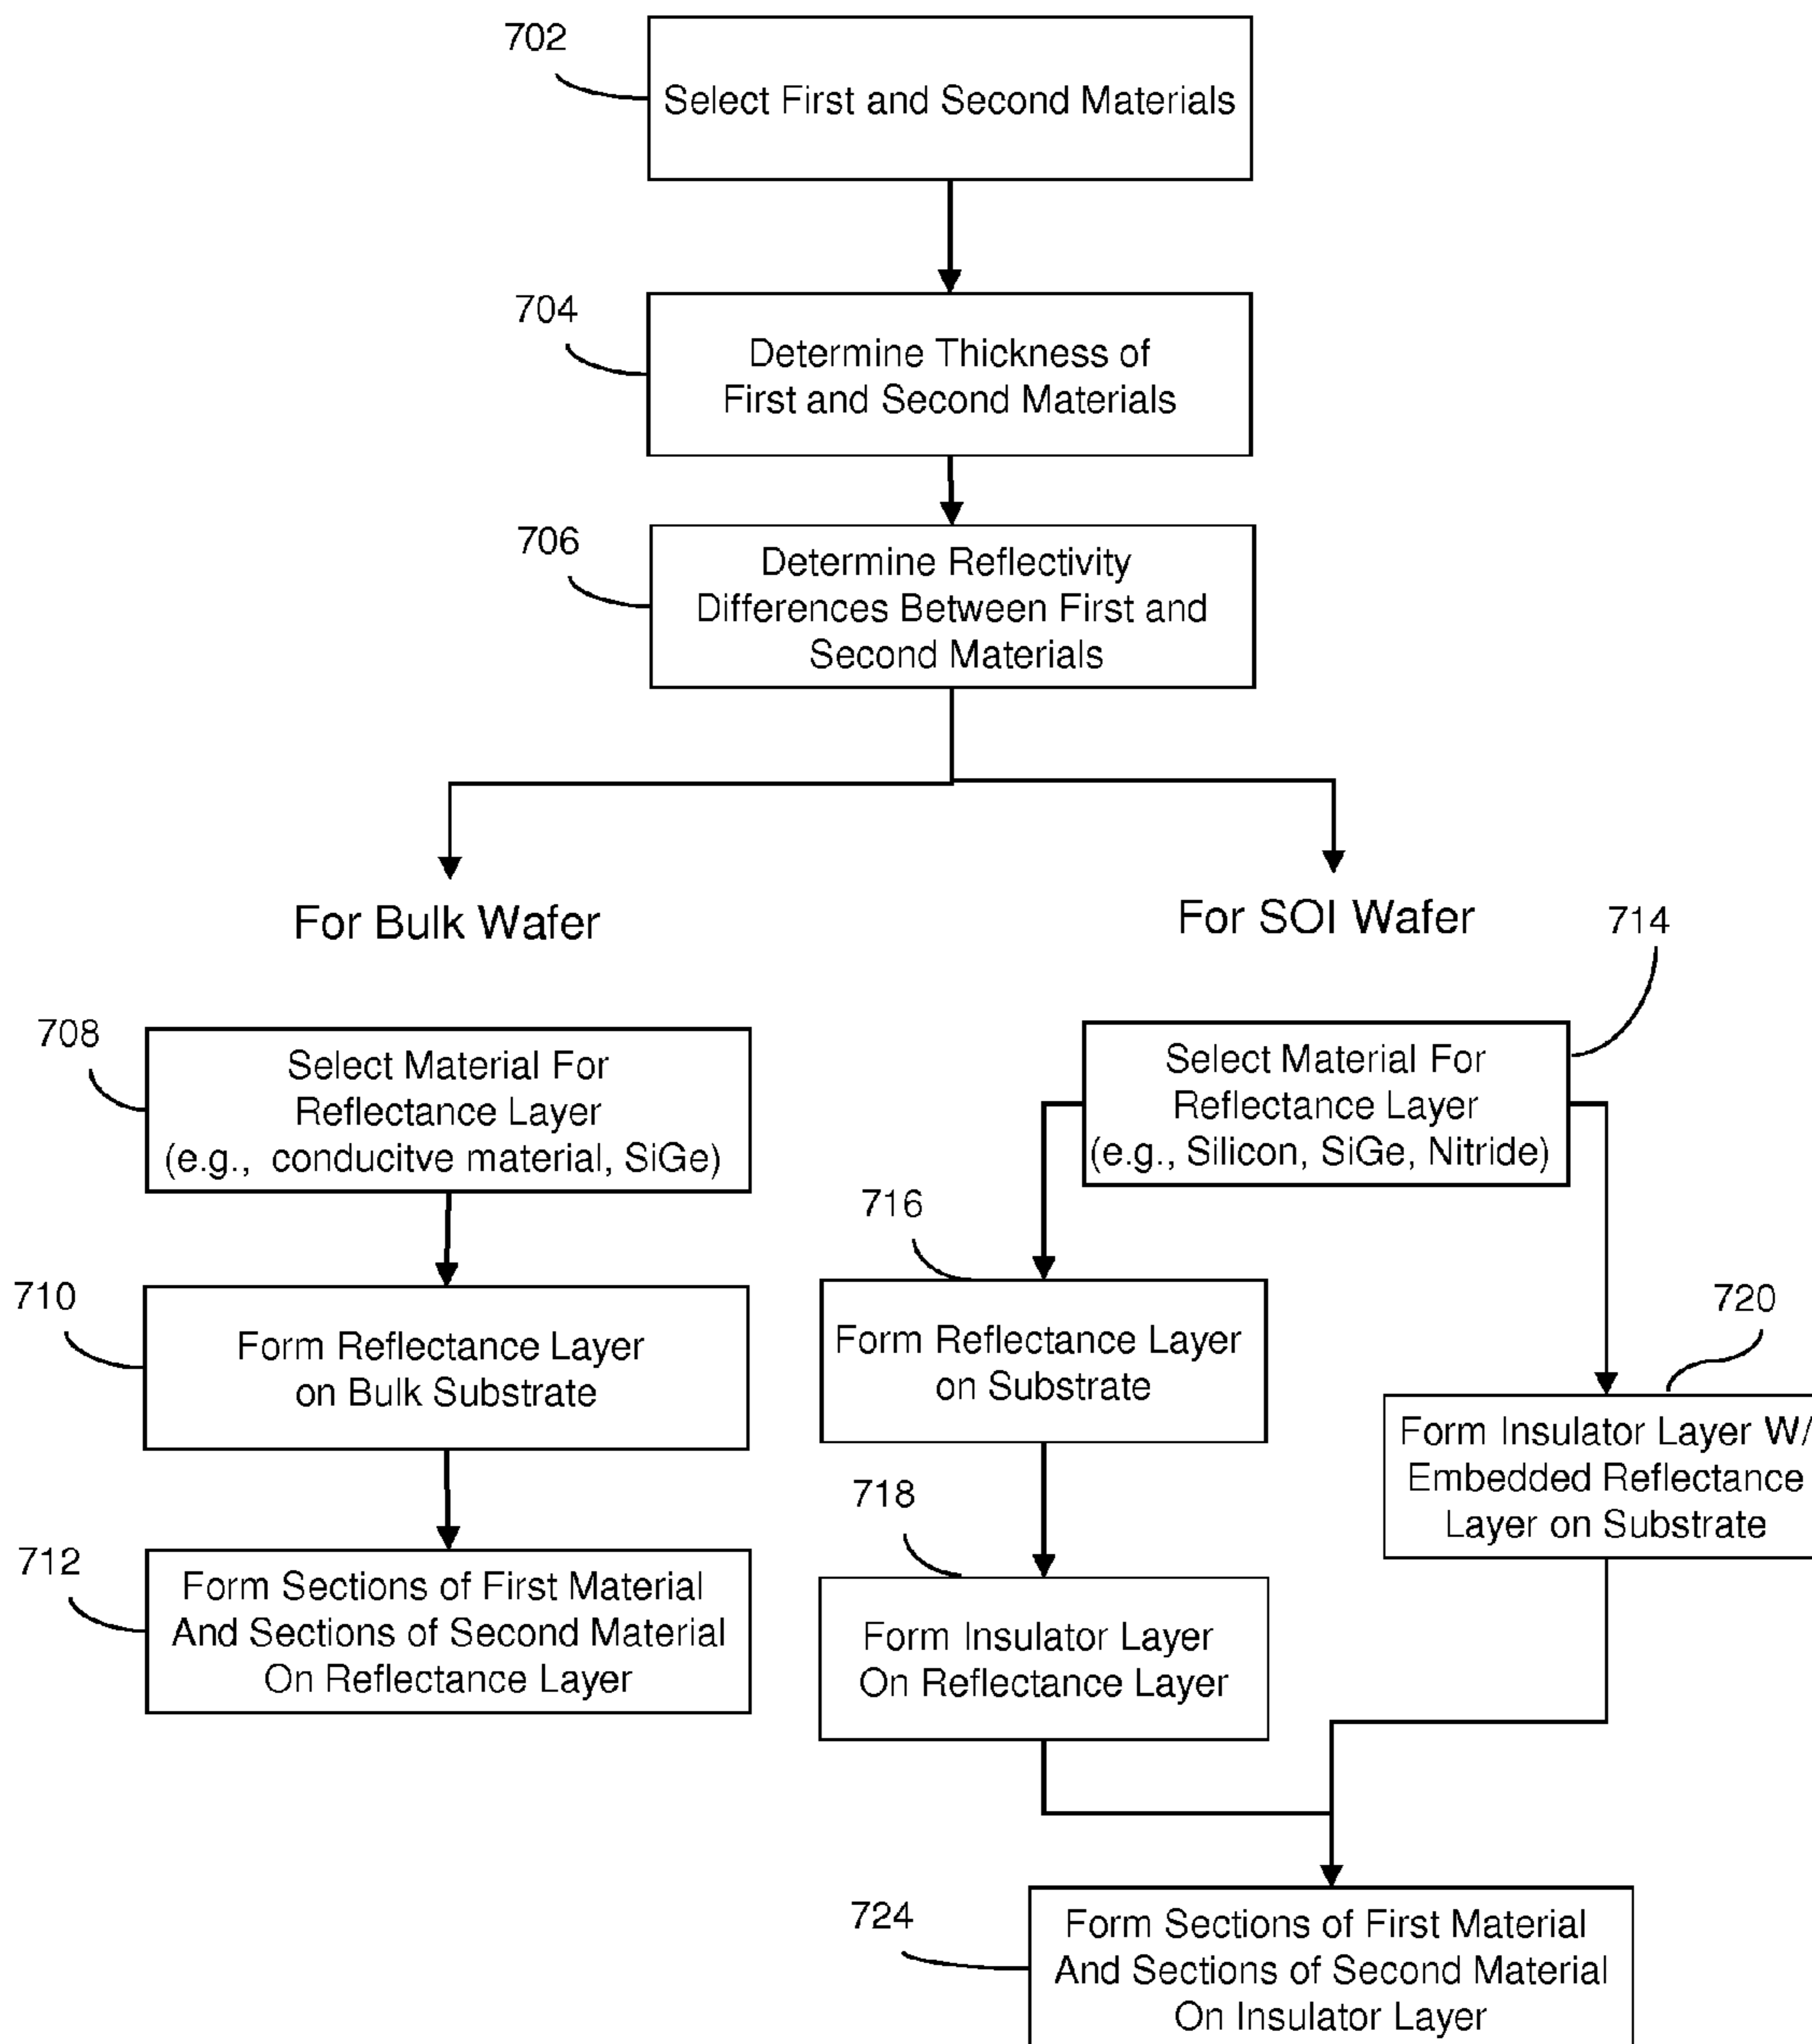 702
Select First and Second Materials
704
Determine Thickness of
First and Second Materials
706
Determine Reflectivity
Differences Between First and
Second Materials
For Bulk Wafer
For SOI Wafer
714
708
Select Material For
Reflectance Layer
(e.g., conducitve material, SiGe)
Select Material For
Reflectance Layer
(e.g., Silicon, SiGe, Nitride)
716
710
Form Reflectance Layer
on Bulk Substrate
Form Reflectance Layer
on Substrate
720
Form Insulator Layer W/
Embedded Reflectance
Layer on Substrate
712
Form Sections of First Material
And Sections of Second Material
On Reflectance Layer
718
Form Insulator Layer
On Reflectance Layer
724
Form Sections of First Material
And Sections of Second Material
On Insulator Layer